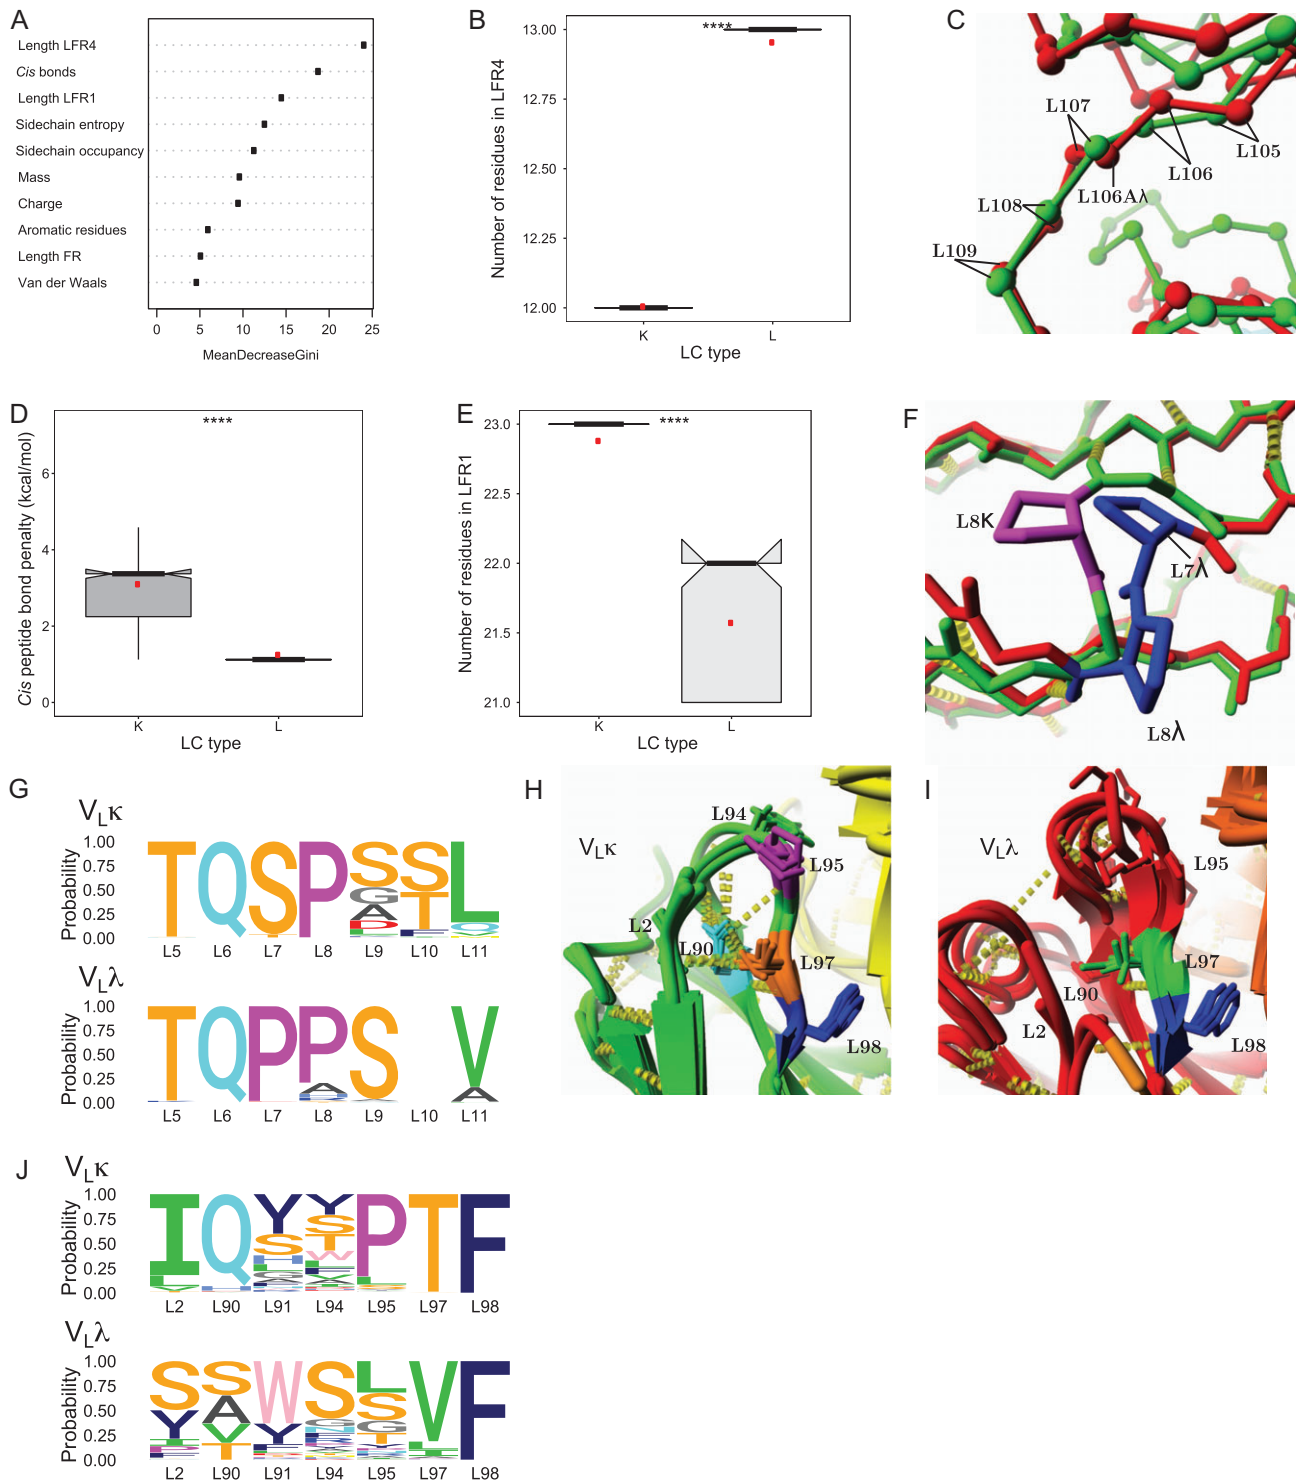 A
Length LFR4
Cis bonds
Length LFR1
Sidechain entropy
Sidechain occupancy
Mass
Charge
Aromatic residues
Length FR
Van der Waals
0 5 10 15 20 25
MeanDecreaseGini
B
Number of residues in LFR4
13.00
12.75
12.50
12.25
12.00
****
K L
LC type
C
L107
L105
L106
L106Aλ
L108
L109
D
Cis peptide bond penalty (kcal/mol)
6
4
2
0
****
K L
LC type
E
Number of residues in LFR1
23.0
22.5
22.0
21.5
21.0
****
K L
LC type
F
L8K
L7λ
L8λ
G
VLκ
Probability
1.00
0.75
0.50
0.25
0.00
T Q S P S S L
G T Q
A
D
L5 L6 L7 L8 L9 L10 L11
VLλ
Probability
1.00
0.75
0.50
0.25
0.00
T Q P P S V
A A
L5 L6 L7 L8 L9 L10 L11
H
VLκ
L94
L95
L2
L90
L97
L98
I
VLλ
L95
L97
L90
L2
L98
J
VLκ
Probability
1.00
0.75
0.50
0.25
0.00
I Q Y Y P T F
S S
T
W
L2 L90 L91 L94 L95 L97 L98
VLλ
Probability
1.00
0.75
0.50
0.25
0.00
S S W S L V F
Y A Y G S
V N G
T T
L2 L90 L91 L94 L95 L97 L98